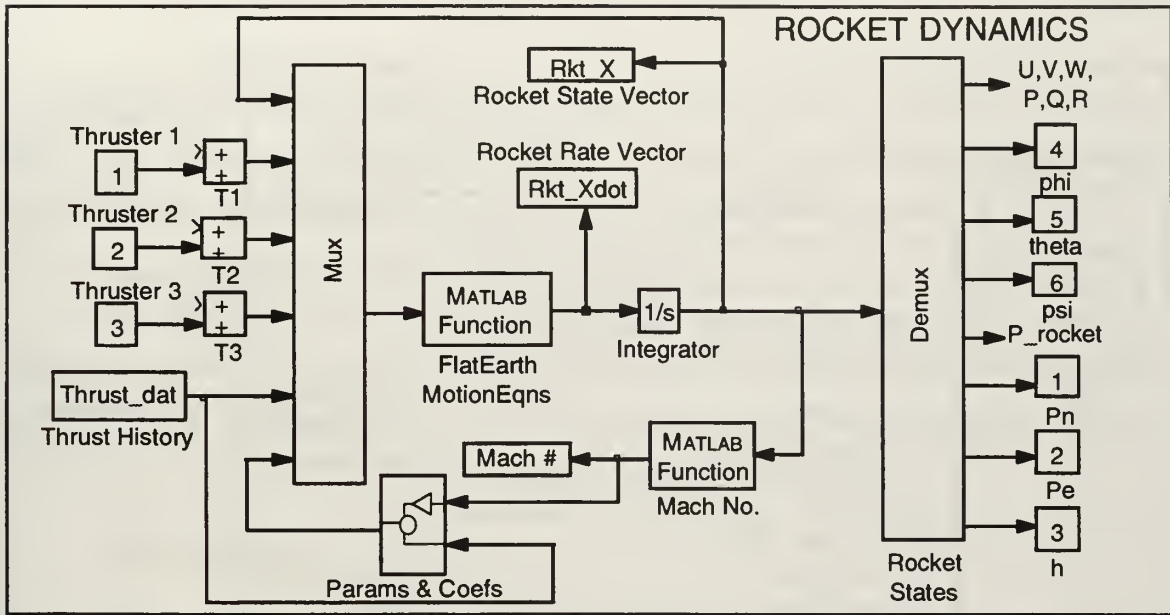 ROCKET DYNAMICS
Rkt_X
Rocket State Vector
U,V,W,
P,Q,R
Thruster 1
1
+
+
T1
Rocket Rate Vector
Rkt_Xdot
4
phi
Thruster 2
2
+
+
T2
Mux
Demux
5
theta
Thruster 3
3
+
+
T3
MATLAB
Function
FlatEarth
MotionEqns
1/s
Integrator
6
psi
P_rocket
Thrust_dat
Thrust History
1
Pn
Mach #
MATLAB
Function
Mach No.
2
Pe
Params & Coefs
Rocket
States
3
h